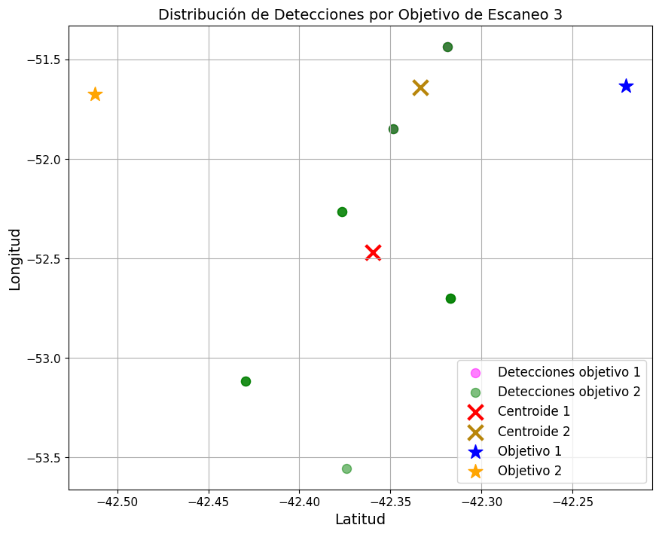 Distribución de Detecciones por Objetivo de Escaneo 3
Longitud
−51.5
−52.0
−52.5
−53.0
−53.5
Detecciones objetivo 1
Detecciones objetivo 2
Centroide 1
Centroide 2
Objetivo 1
Objetivo 2
−42.50
−42.45
−42.40
−42.35
−42.30
−42.25
Latitud